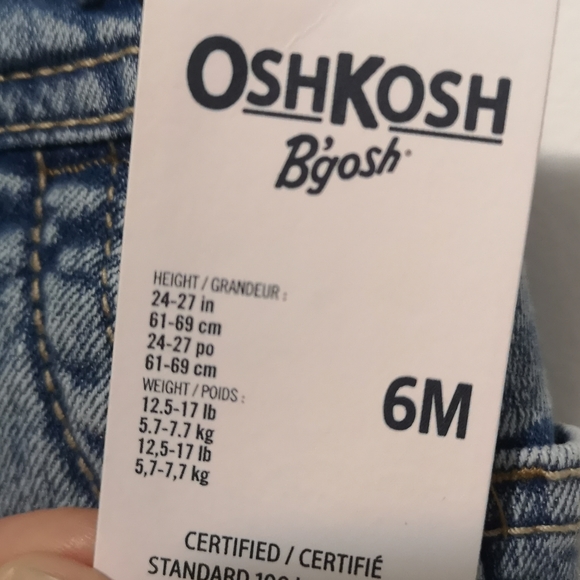 OSHKOSH
B'gosh
HEIGHT / GRANDEUR :
24-27 in
61-69 cm
24-27 po
61-69 cm
WEIGHT / POIDS :
12.5-17 lb
5.7-7.7 kg
12,5-17 lb
5,7-7,7 kg
6M
CERTIFIED / CERTIFIÉ
STANDARD 100